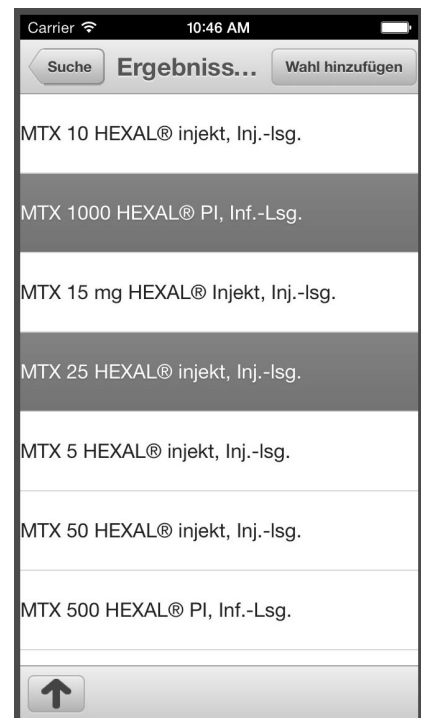 Carrier 10:46 AM
Suche Ergebniss... Wahl hinzufügen
MTX 10 HEXAL® injekt, Inj.-lsg.
MTX 1000 HEXAL® PI, Inf.-Lsg.
MTX 15 mg HEXAL® Injekt, Inj.-lsg.
MTX 25 HEXAL® injekt, Inj.-lsg.
MTX 5 HEXAL® injekt, Inj.-lsg.
MTX 50 HEXAL® injekt, Inj.-lsg.
MTX 500 HEXAL® PI, Inf.-Lsg.